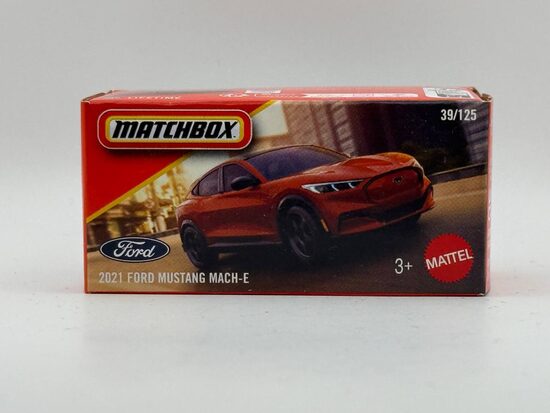 MATCHBOX
39/125
Ford
2021 FORD MUSTANG MACH-E
3+
MATTEL